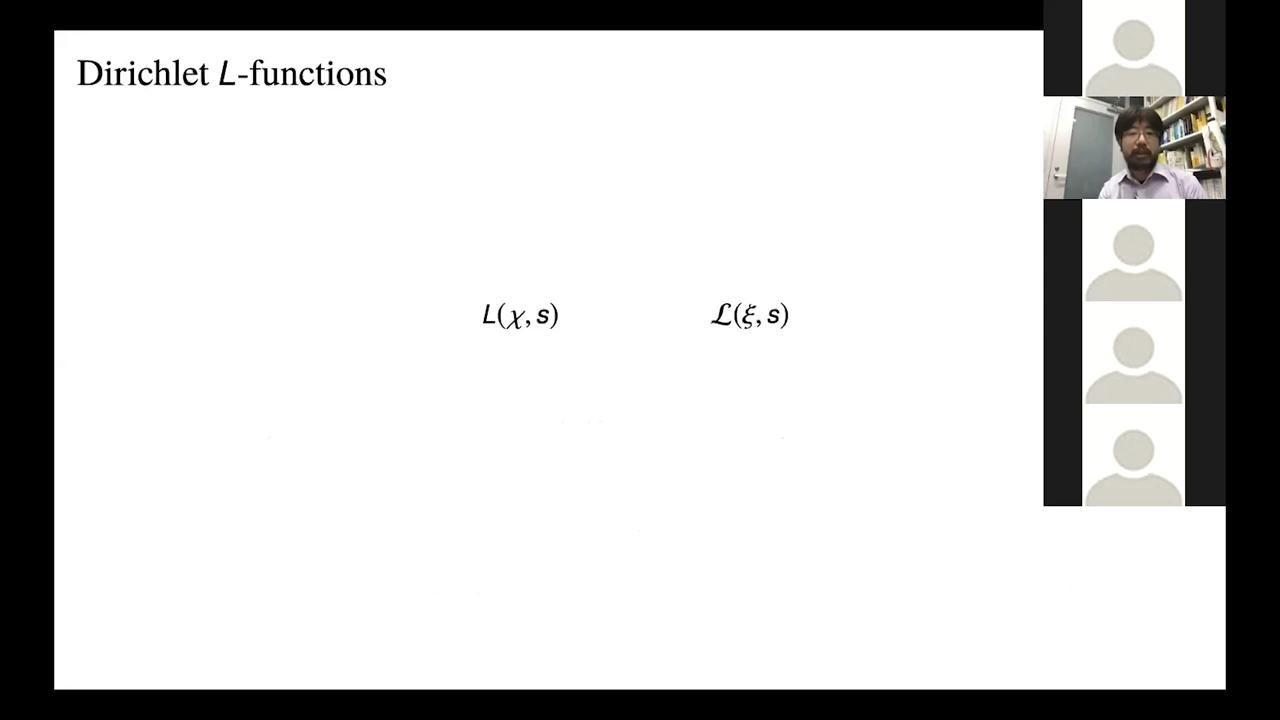 Dirichlet L-functions
L(χ, s) ℒ(ξ, s)